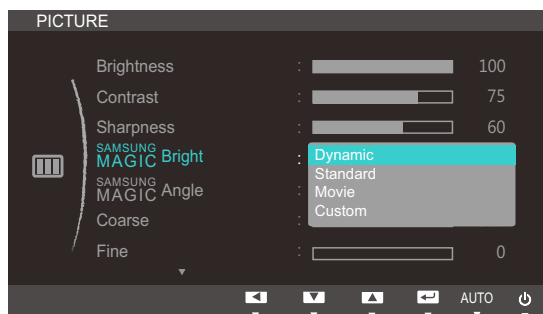 PICTURE
Brightness : 100
Contrast : 75
Sharpness : 60
SAMSUNG MAGIC Bright : Dynamic
Standard
SAMSUNG MAGIC Angle : Movie
Custom
Coarse :
Fine : 0
AUTO